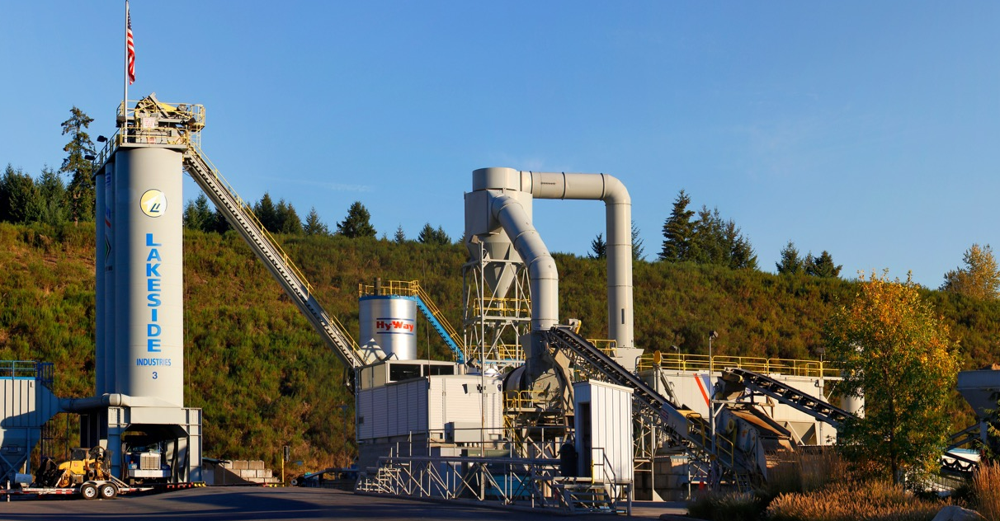 LAKESIDE
INDUSTRIES
3
HyWay